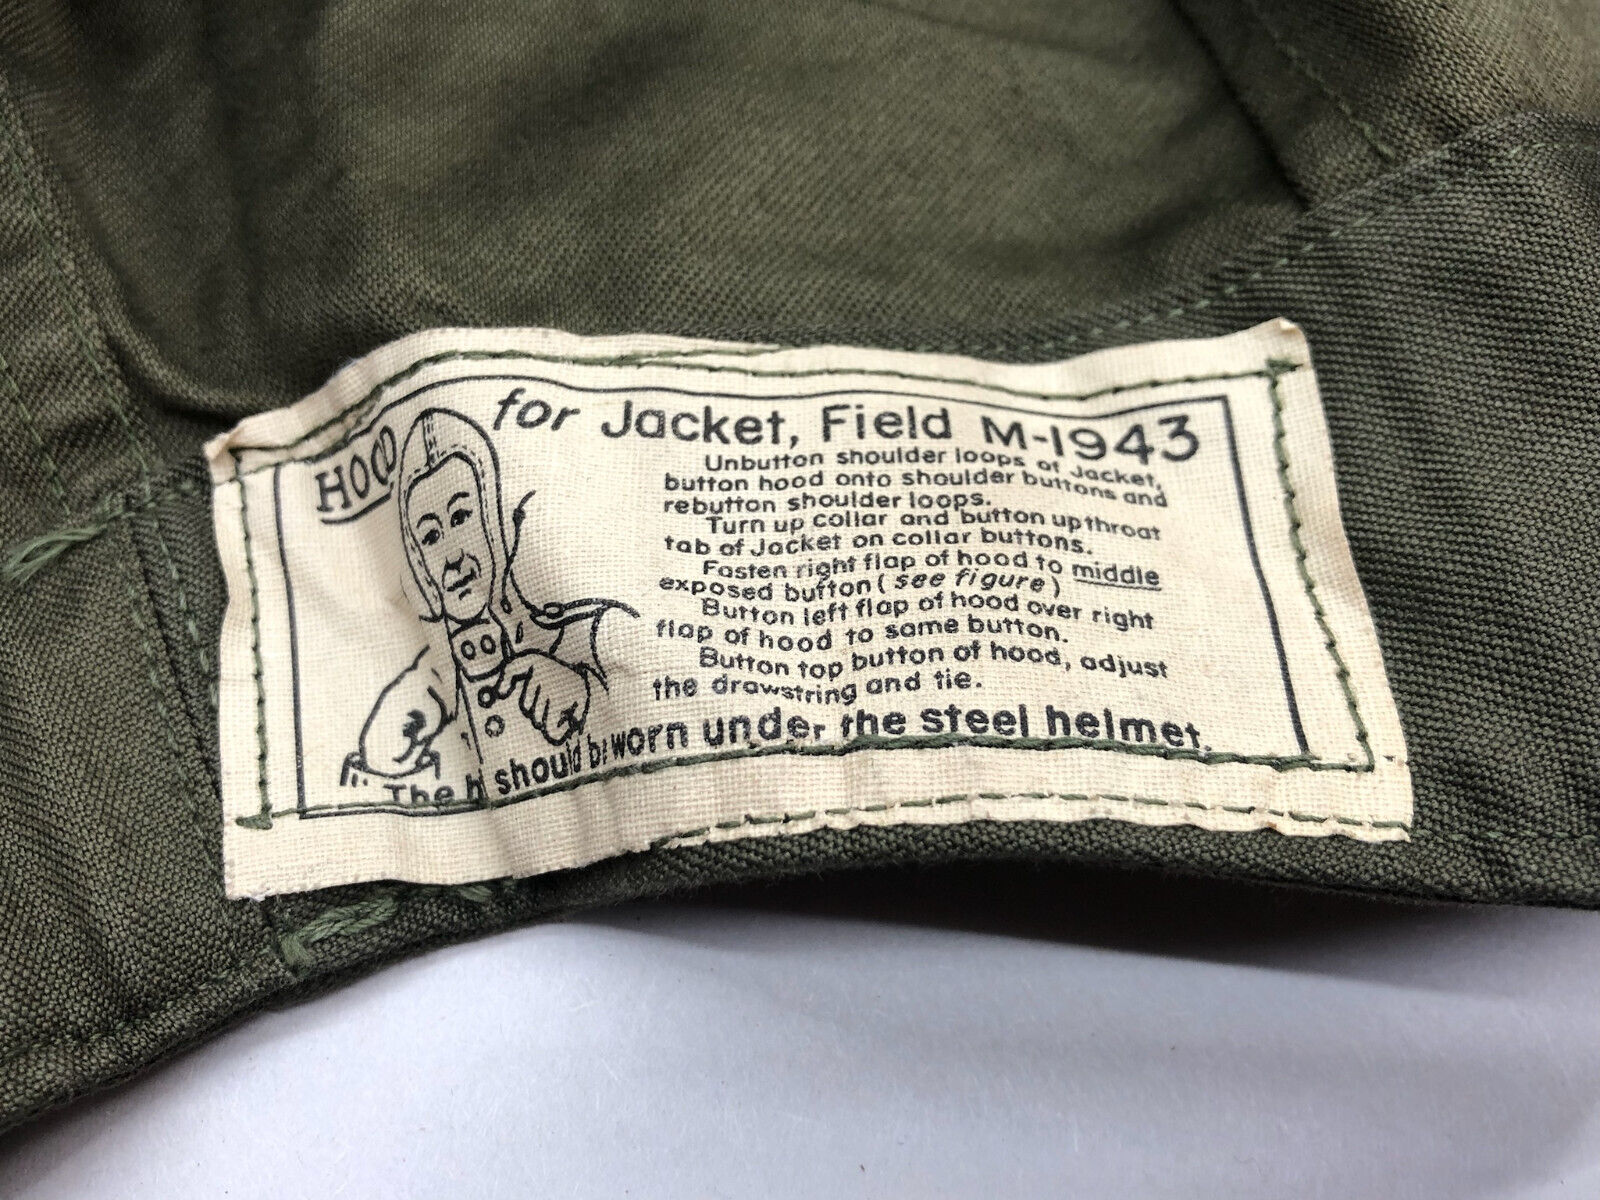 HOOD for Jacket, Field M-1943
Unbutton shoulder loops of Jacket,
button hood onto shoulder buttons and
rebutton shoulder loops.
Turn up collar and button up throat
tab of Jacket on collar buttons.
Fasten right flap of hood to middle
exposed button (see figure)
Button left flap of hood over right
flap of hood to same button.
Button top button of hood, adjust
the drawstring and tie.
The h should b worn under the steel helmet.